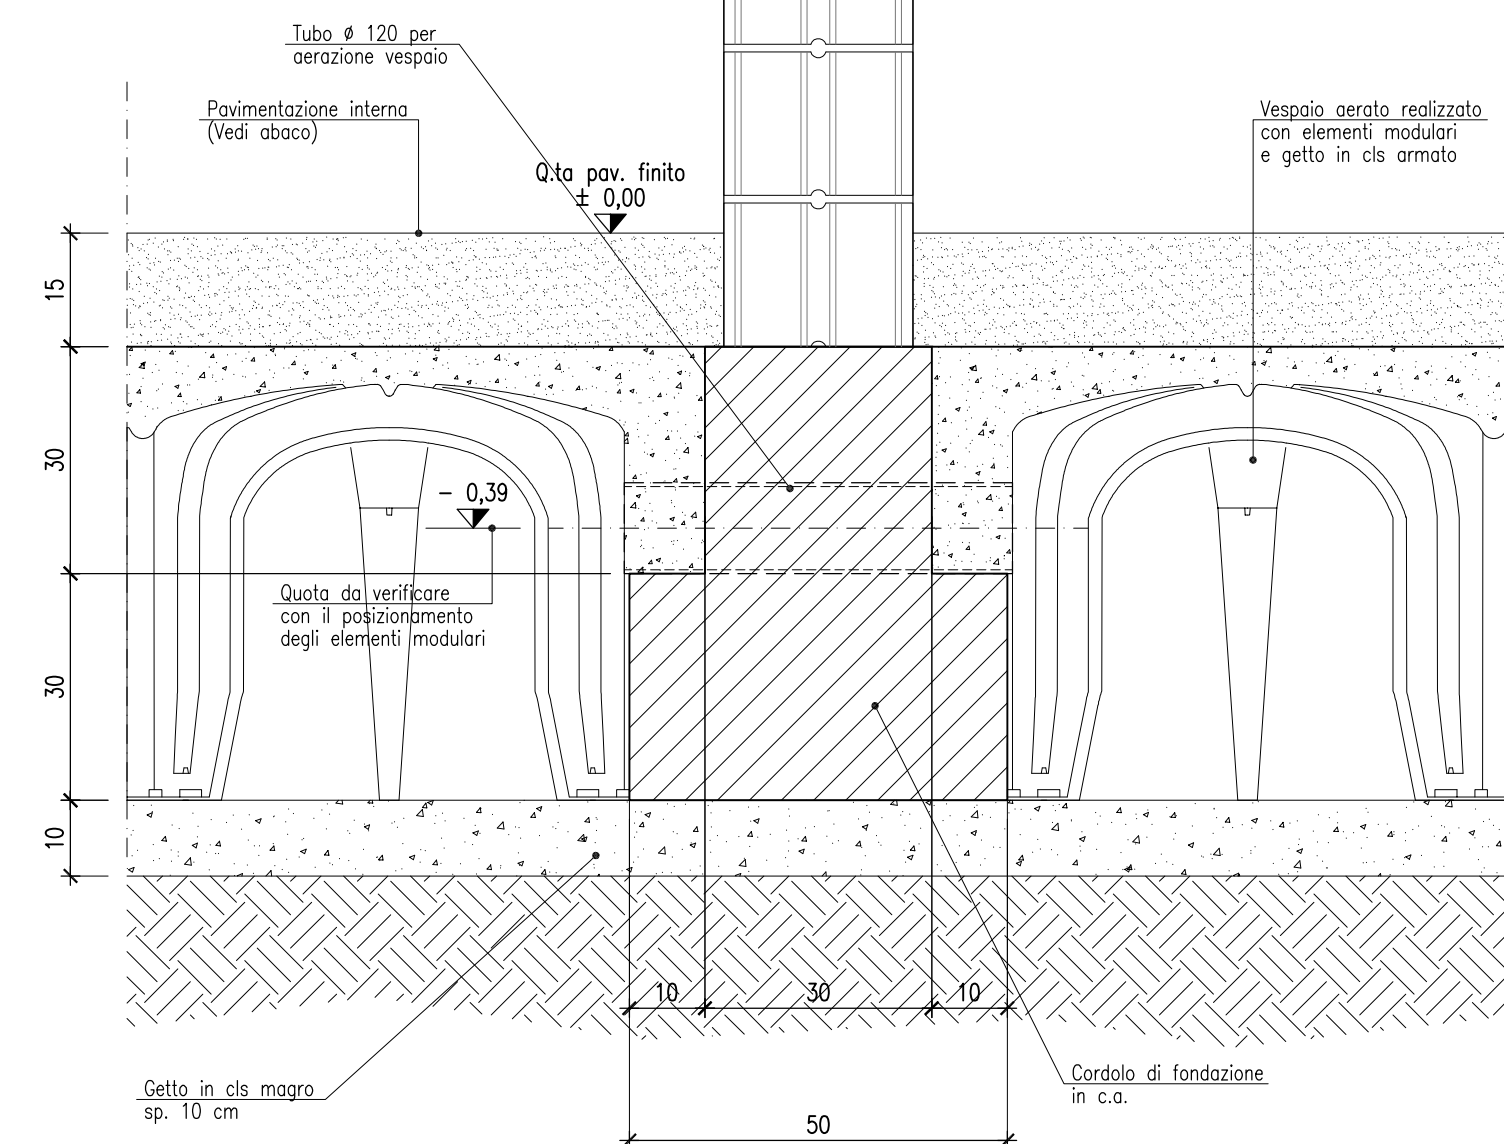 Tubo ϕ 120 per
aerazione vespaio
Pavimentazione interna
(Vedi abaco)
Vespaio aerato realizzato
con elementi modulari
e getto in cls armato
Q.ta pav. finito
± 0,00
15
30
- 0,39
Quota da verificare
con il posizionamento
degli elementi modulari
30
10
10
30
10
Getto in cls magro
sp. 10 cm
Cordolo di fondazione
in c.a.
50